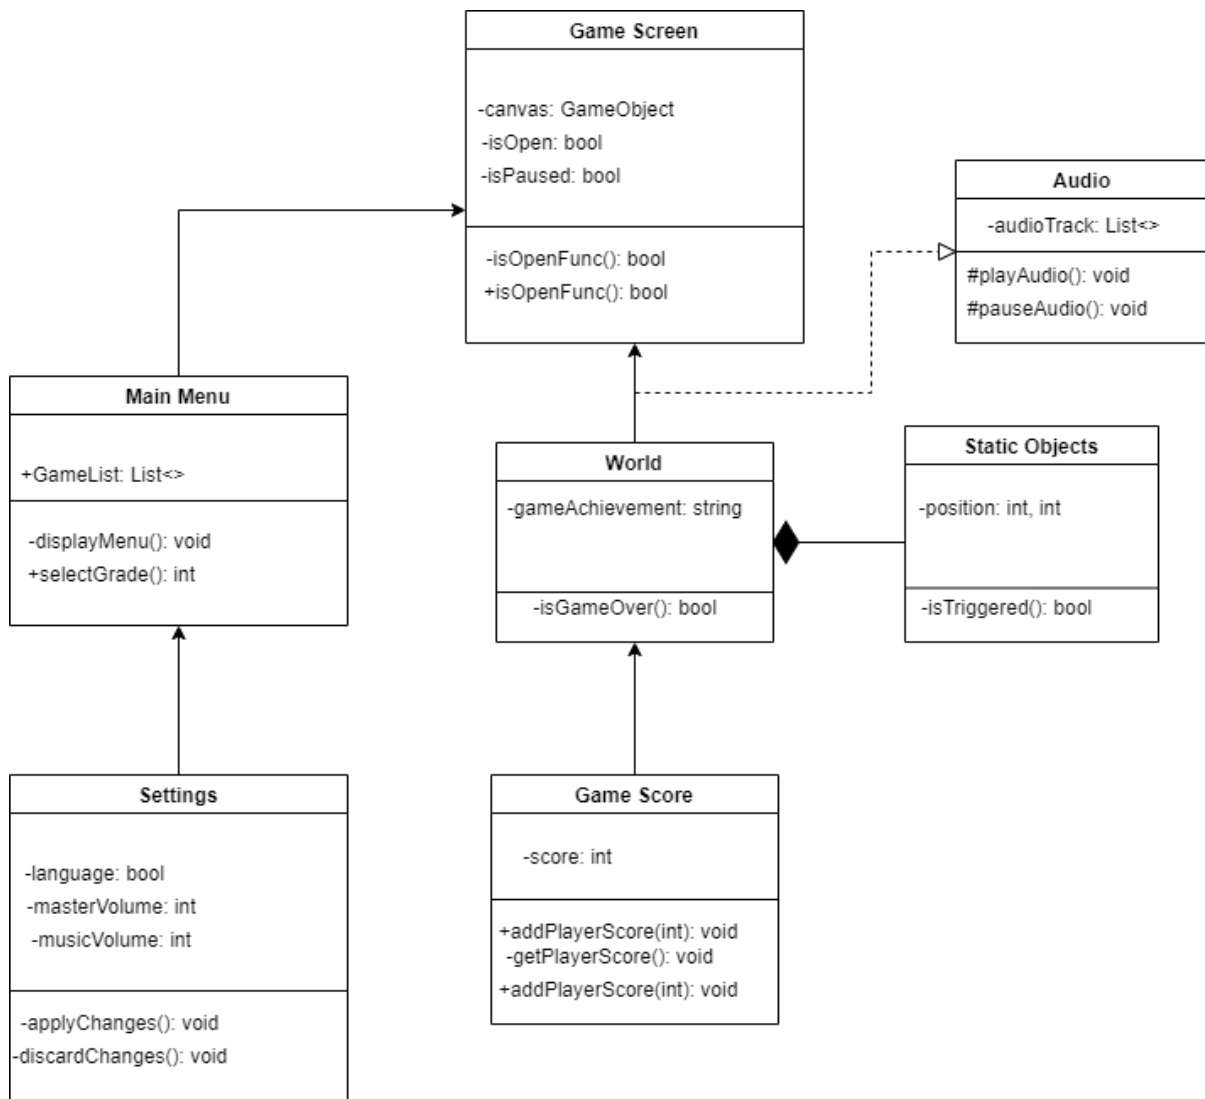 Game Screen
-canvas: GameObject
-isOpen: bool
-isPaused: bool
-isOpenFunc(): bool
+isOpenFunc(): bool
Audio
-audioTrack: List<>
#playAudio(): void
#pauseAudio(): void
Main Menu
+GameList: List<>
-displayMenu(): void
+selectGrade(): int
World
-gameAchievement: string
-isGameOver(): bool
Static Objects
-position: int, int
-isTriggered(): bool
Settings
-language: bool
-masterVolume: int
-musicVolume: int
-applyChanges(): void
-discardChanges(): void
Game Score
-score: int
+addPlayerScore(int): void
-getPlayerScore(): void
+addPlayerScore(int): void